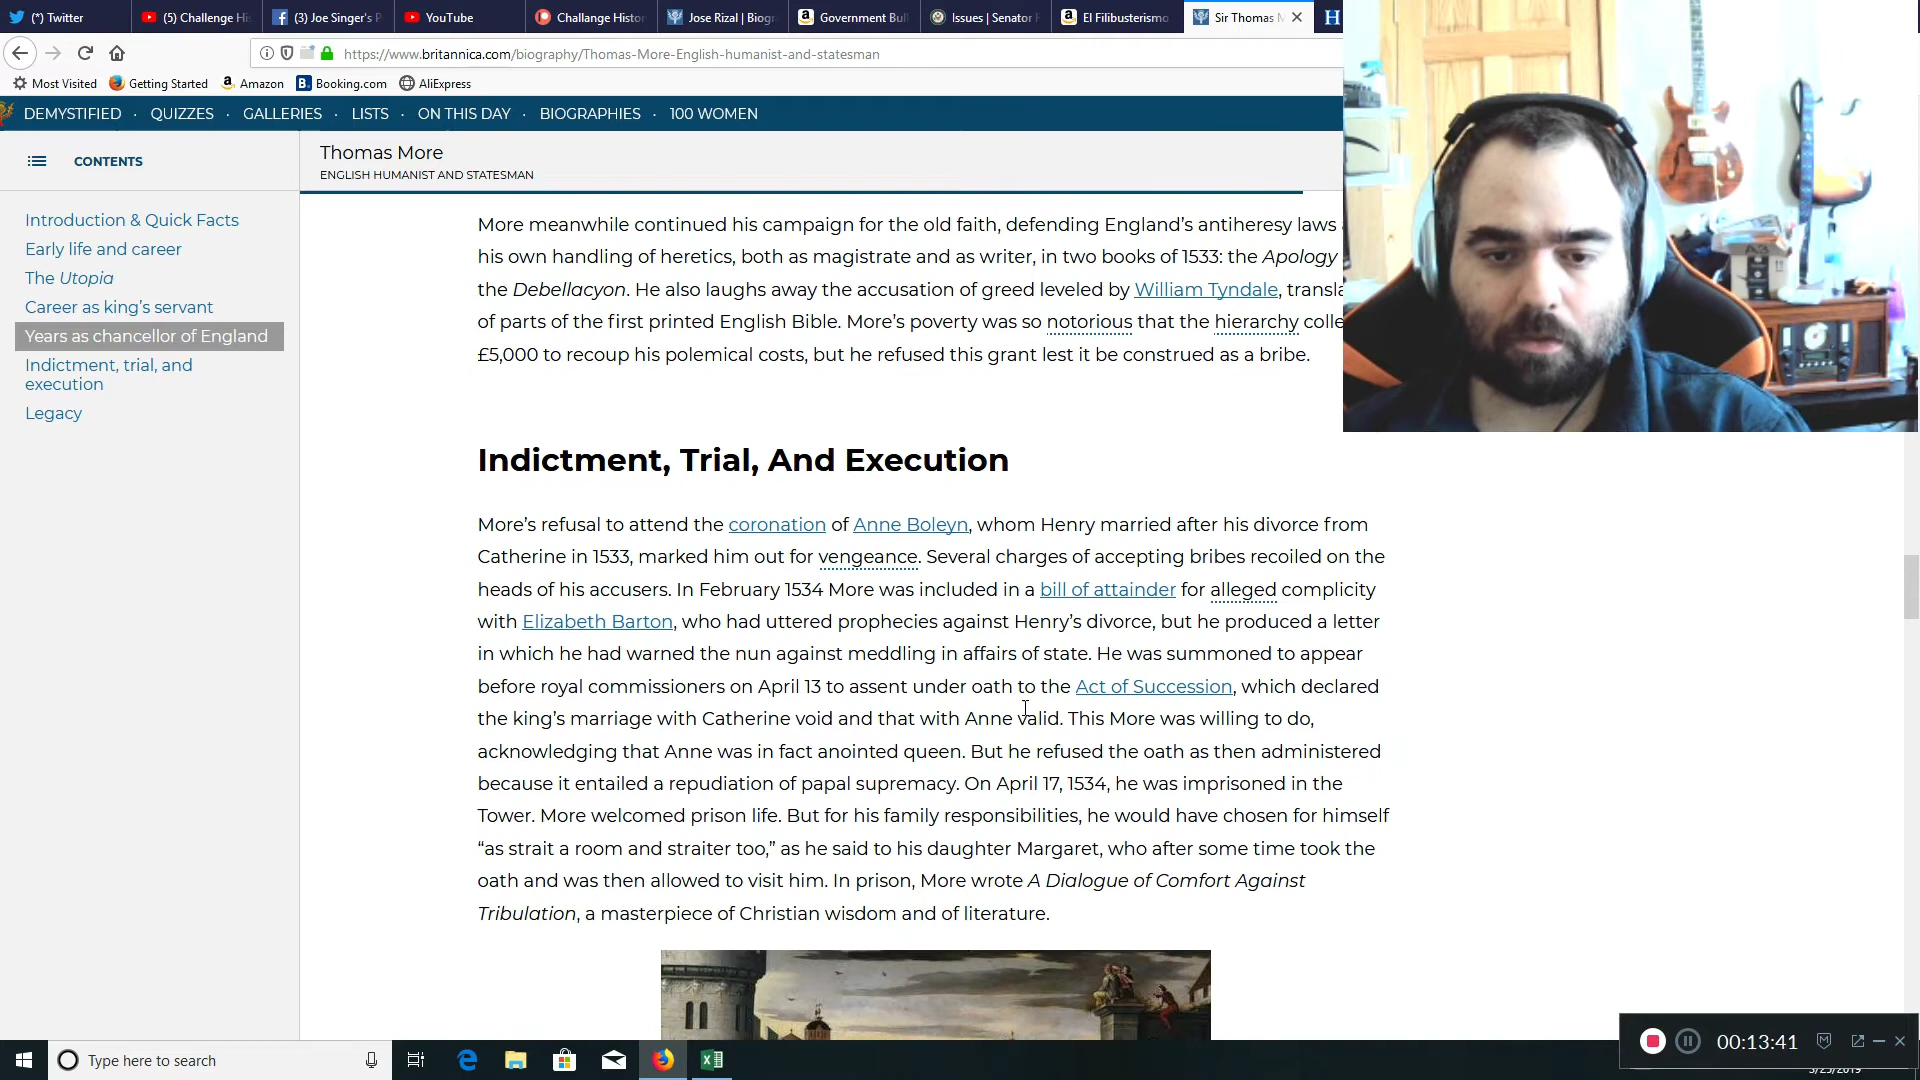 (*) Twitter
(5) Challenge Hi
(3) Joe Singer's P
YouTube
Challange Histor
Jose Rizal | Biogr
Government Bull
Issues | Senator
El Filibusterismo
Sir Thomas M
https://www.britannica.com/biography/Thomas-More-English-humanist-and-statesman
Most Visited
Getting Started
Amazon
Booking.com
AliExpress
DEMYSTIFIED · QUIZZES · GALLERIES · LISTS · ON THIS DAY · BIOGRAPHIES · 100 WOMEN
CONTENTS
Introduction & Quick Facts
Early life and career
The Utopia
Career as king's servant
Years as chancellor of England
Indictment, trial, and
execution
Legacy
Thomas More
ENGLISH HUMANIST AND STATESMAN
More meanwhile continued his campaign for the old faith, defending England's antiheresy laws
his own handling of heretics, both as magistrate and as writer, in two books of 1533: the Apology
the Debellacyon. He also laughs away the accusation of greed leveled by William Tyndale, transla
of parts of the first printed English Bible. More's poverty was so notorious that the hierarchy colle
£5,000 to recoup his polemical costs, but he refused this grant lest it be construed as a bribe.
Indictment, Trial, And Execution
More's refusal to attend the coronation of Anne Boleyn, whom Henry married after his divorce from
Catherine in 1533, marked him out for vengeance. Several charges of accepting bribes recoiled on the
heads of his accusers. In February 1534 More was included in a bill of attainder for alleged complicity
with Elizabeth Barton, who had uttered prophecies against Henry's divorce, but he produced a letter
in which he had warned the nun against meddling in affairs of state. He was summoned to appear
before royal commissioners on April 13 to assent under oath to the Act of Succession, which declared
the king's marriage with Catherine void and that with Anne valid. This More was willing to do,
acknowledging that Anne was in fact anointed queen. But he refused the oath as then administered
because it entailed a repudiation of papal supremacy. On April 17, 1534, he was imprisoned in the
Tower. More welcomed prison life. But for his family responsibilities, he would have chosen for himself
“as strait a room and straiter too,” as he said to his daughter Margaret, who after some time took the
oath and was then allowed to visit him. In prison, More wrote A Dialogue of Comfort Against
Tribulation, a masterpiece of Christian wisdom and of literature.
Type here to search
00:13:41